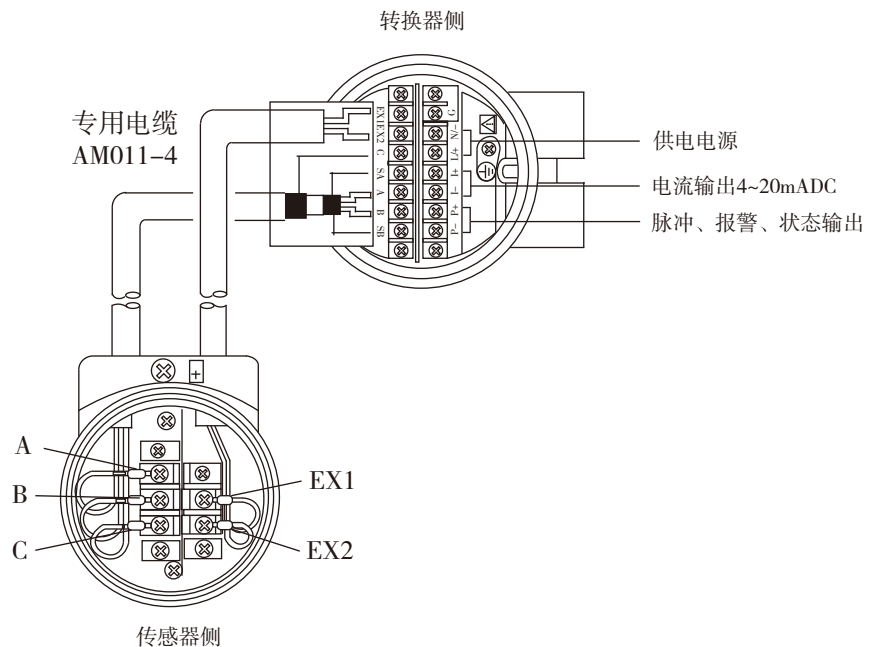 转换器侧
专用电缆
AM011-4
EX1
EX2
C
SA
A
B
SB
G
N/-
L/+
I+
I-
P+
P-
供电电源
电流输出4~20mADC
脉冲、报警、状态输出
+
A
B
C
EX1
EX2
传感器侧